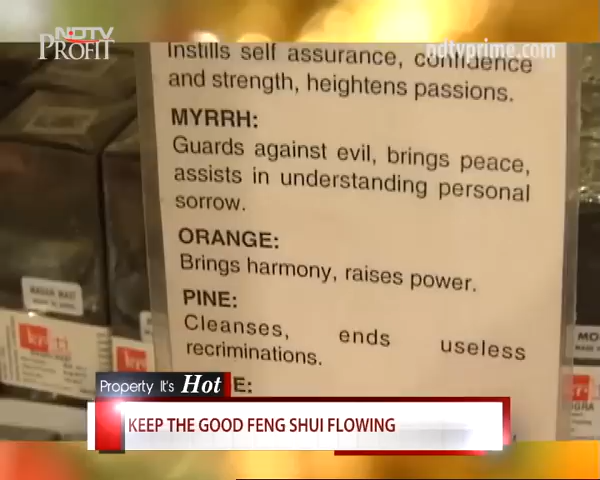 NDTV
PROFIT
ndtvprime.com
Instills self assurance, confidence
and strength, heightens passions.
MYRRH:
Guards against evil, brings peace,
assists in understanding personal
sorrow.
ORANGE:
Brings harmony, raises power.
PINE:
Cleanses, ends useless
recriminations.
E:
Property It's Hot
KEEP THE GOOD FENG SHUI FLOWING